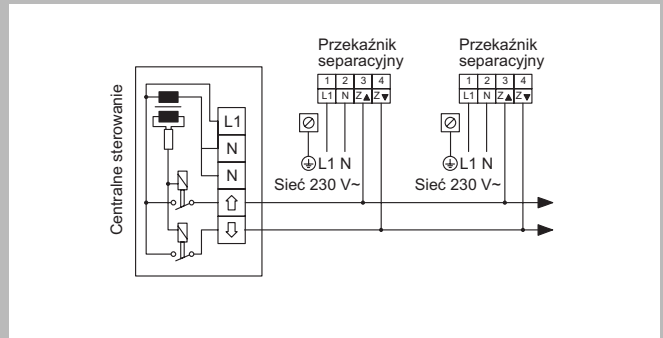 Przekaźnik
separacyjny
1 2 3 4
L1 N Z▲ Z▼
L1 N
Sieć 230 V~
Przekaźnik
separacyjny
1 2 3 4
L1 N Z▲ Z▼
L1 N
Sieć 230 V~
Centralne sterowanie
L1
N
N
⇧
⇩